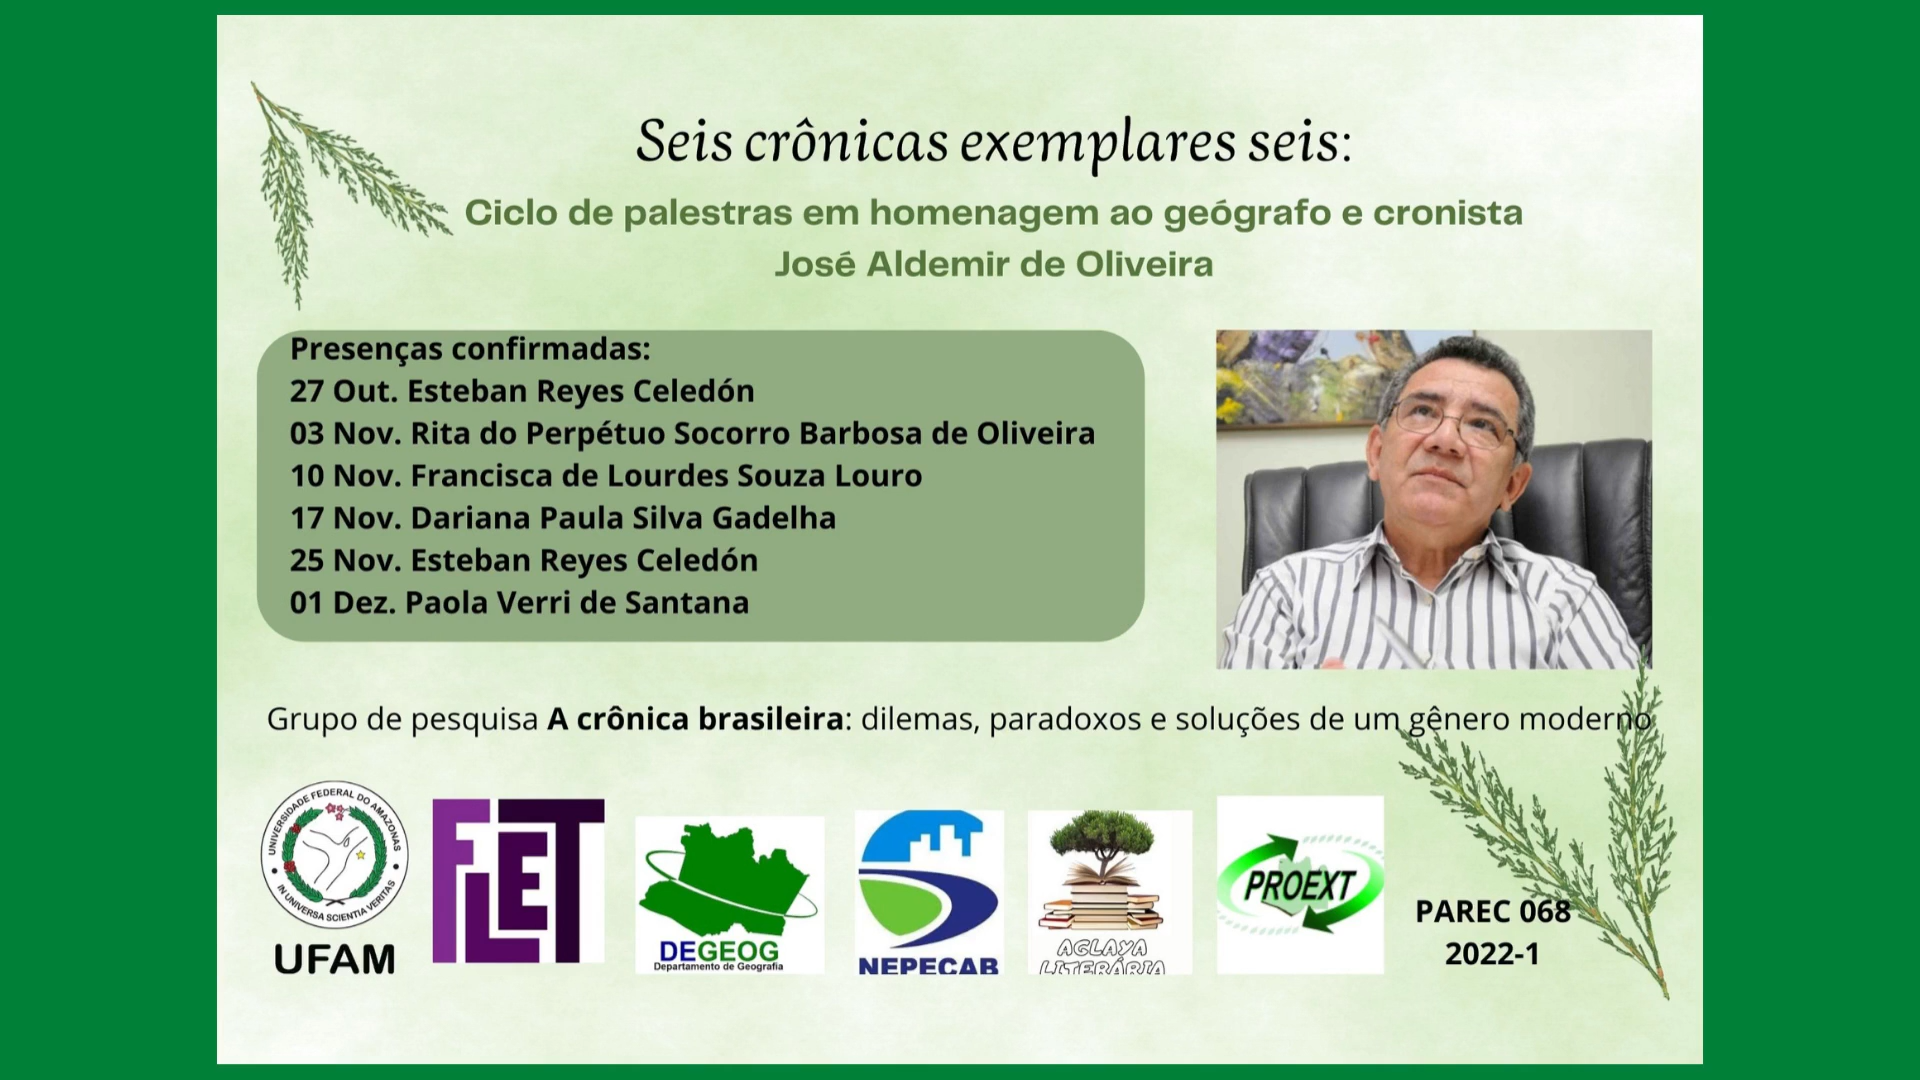 Seis crônicas exemplares seis:
Ciclo de palestras em homenagem ao geógrafo e cronista
José Aldemir de Oliveira
Presenças confirmadas:
27 Out. Esteban Reyes Celedón
03 Nov. Rita do Perpétuo Socorro Barbosa de Oliveira
10 Nov. Francisca de Lourdes Souza Louro
17 Nov. Dariana Paula Silva Gadelha
25 Nov. Esteban Reyes Celedón
01 Dez. Paola Verri de Santana
Grupo de pesquisa A crônica brasileira: dilemas, paradoxos e soluções de um gênero moderno
UNIVERSIDADE FEDERAL DO AMAZONAS
IN UNIVERSA SCIENTIA VERITAS
UFAM
FLET
DEGEOG
Departamento de Geografia
NEPECAB
AGLAYA
LITERÁRIA
PROEXT
PAREC 068
2022-1